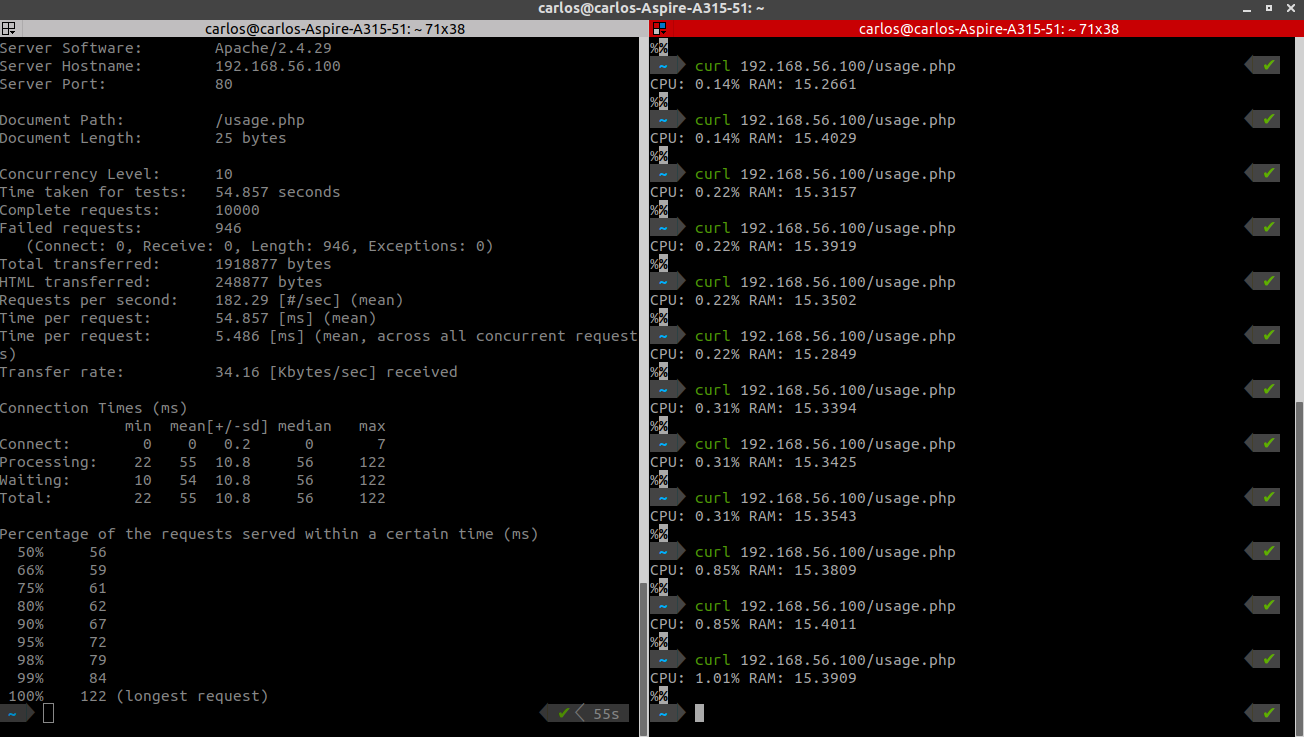 carlos@carlos-Aspire-A315-51: ~
carlos@carlos-Aspire-A315-51: ~ 71x38
Server Software:        Apache/2.4.29
Server Hostname:        192.168.56.100
Server Port:            80
Document Path:          /usage.php
Document Length:        25 bytes
Concurrency Level:      10
Time taken for tests:   54.857 seconds
Complete requests:      10000
Failed requests:        946
   (Connect: 0, Receive: 0, Length: 946, Exceptions: 0)
Total transferred:      1918877 bytes
HTML transferred:       248877 bytes
Requests per second:    182.29 [#/sec] (mean)
Time per request:       54.857 [ms] (mean)
Time per request:       5.486 [ms] (mean, across all concurrent request
s)
Transfer rate:          34.16 [Kbytes/sec] received
Connection Times (ms)
              min  mean[+/-sd] median   max
Connect:        0    0   0.2      0       7
Processing:    22   55  10.8     56     122
Waiting:       10   54  10.8     56     122
Total:         22   55  10.8     56     122
Percentage of the requests served within a certain time (ms)
  50%     56
  66%     59
  75%     61
  80%     62
  90%     67
  95%     72
  98%     79
  99%     84
 100%    122 (longest request)
~ 55s
carlos@carlos-Aspire-A315-51: ~ 71x38
%%
~ curl 192.168.56.100/usage.php
CPU: 0.14% RAM: 15.2661
%%
~ curl 192.168.56.100/usage.php
CPU: 0.14% RAM: 15.4029
%%
~ curl 192.168.56.100/usage.php
CPU: 0.22% RAM: 15.3157
%%
~ curl 192.168.56.100/usage.php
CPU: 0.22% RAM: 15.3919
%%
~ curl 192.168.56.100/usage.php
CPU: 0.22% RAM: 15.3502
%%
~ curl 192.168.56.100/usage.php
CPU: 0.22% RAM: 15.2849
%%
~ curl 192.168.56.100/usage.php
CPU: 0.31% RAM: 15.3394
%%
~ curl 192.168.56.100/usage.php
CPU: 0.31% RAM: 15.3425
%%
~ curl 192.168.56.100/usage.php
CPU: 0.31% RAM: 15.3543
%%
~ curl 192.168.56.100/usage.php
CPU: 0.85% RAM: 15.3809
%%
~ curl 192.168.56.100/usage.php
CPU: 0.85% RAM: 15.4011
%%
~ curl 192.168.56.100/usage.php
CPU: 1.01% RAM: 15.3909
%%
~